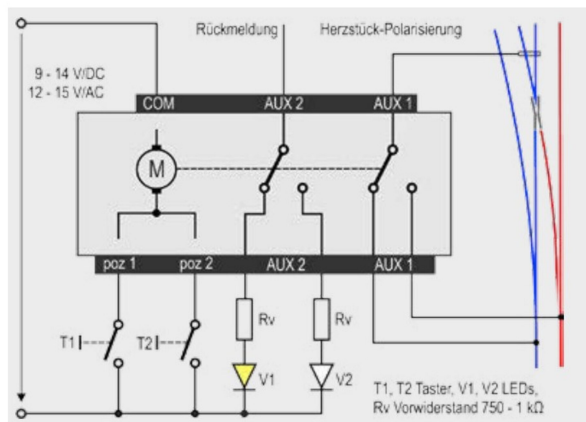 Rückmeldung
Herzstück-Polarisierung
9 - 14 V/DC
12 - 15 V/AC
COM
AUX 2
AUX 1
M
poz 1
poz 2
AUX 2
AUX 1
T1
T2
Rv
Rv
V1
V2
T1, T2 Taster, V1, V2 LEDs,
Rv Vorwiderstand 750 - 1 kΩ